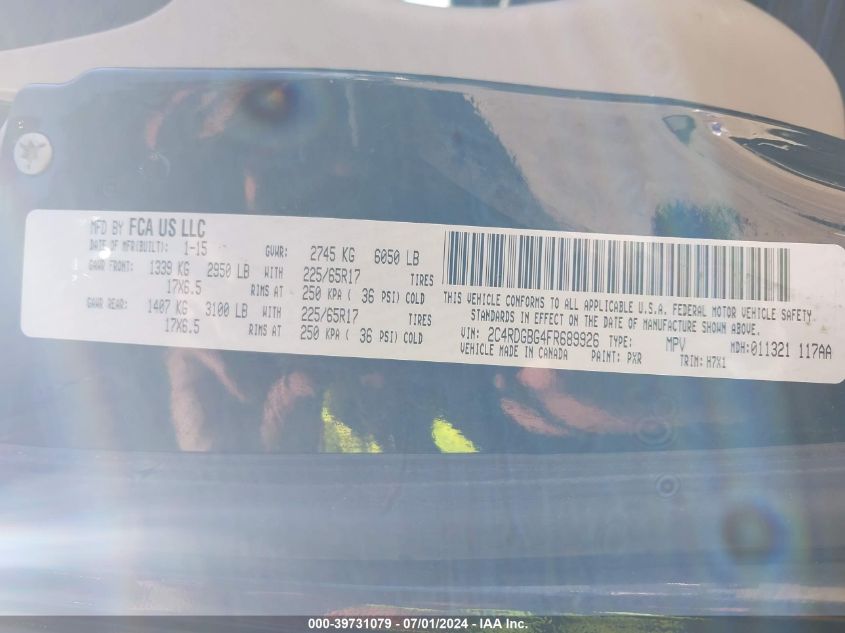 MFD BY FCA US LLC
DATE OF MFR(BUILT): 1-15 GVWR: 2745 KG 6050 LB
GAWR FRONT: 1339 KG 2950 LB WITH 225/65R17 TIRES
17X6.5 RIMS AT 250 KPA ( 36 PSI) COLD
GAWR REAR: 1407 KG 3100 LB WITH 225/65R17 TIRES
17X6.5 RIMS AT 250 KPA ( 36 PSI) COLD
THIS VEHICLE CONFORMS TO ALL APPLICABLE U.S.A. FEDERAL MOTOR VEHICLE SAFETY
STANDARDS IN EFFECT ON THE DATE OF MANUFACTURE SHOWN ABOVE.
VIN: 2C4RDGBG4FR689926 TYPE: MPV MDH:011321 117AA
VEHICLE MADE IN CANADA PAINT: PXR TRIM: H7X1
000-39731079 - 07/01/2024 - IAA Inc.